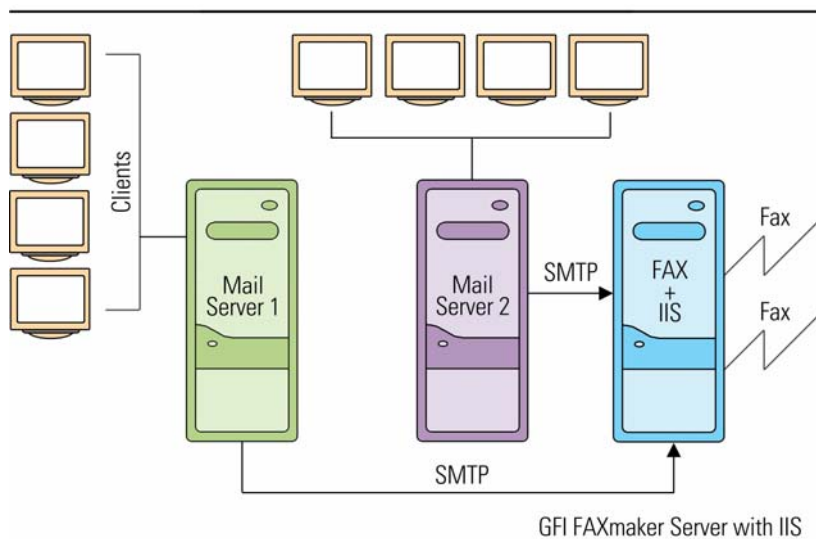 Clients
Mail
Server 1
Mail
Server 2
SMTP
FAX
+
IIS
Fax
Fax
SMTP
GFI FAXmaker Server with IIS